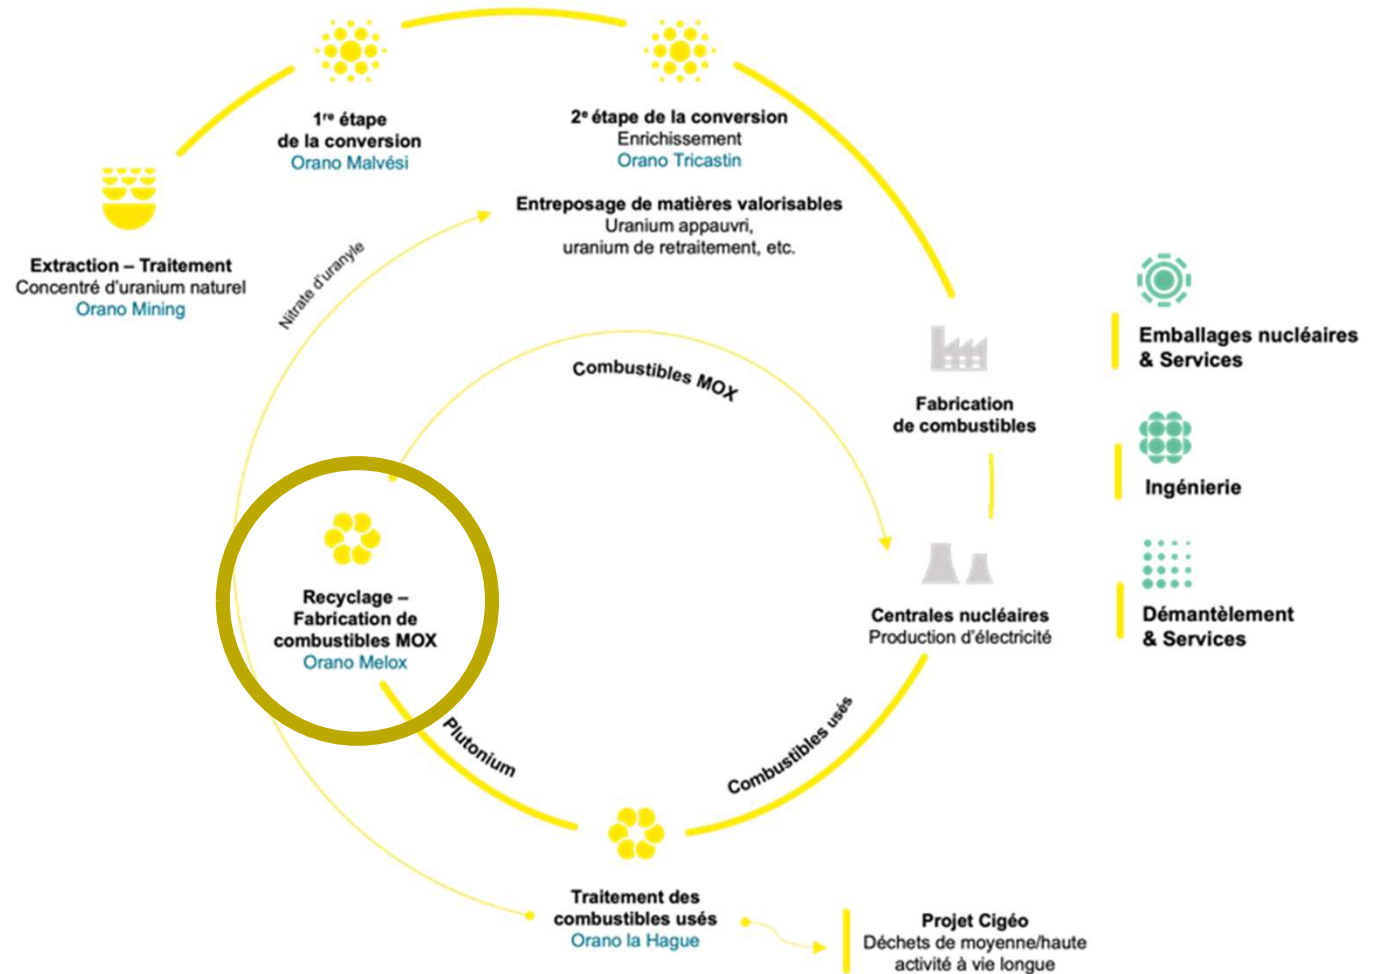 1re étape
de la conversion
Orano Malvési
2e étape de la conversion
Enrichissement
Orano Tricastin
Entreposage de matières valorisables
Uranium appauvri,
uranium de retraitement, etc.
Extraction – Traitement
Concentré d'uranium naturel
Orano Mining
Nitrate d'uranyle
Combustibles MOX
Fabrication
de combustibles
Emballages nucléaires
& Services
Ingénierie
Démantèlement
& Services
Recyclage –
Fabrication de
combustibles MOX
Orano Melox
Centrales nucléaires
Production d'électricité
Plutonium
Combustibles usés
Traitement des
combustibles usés
Orano la Hague
Projet Cigéo
Déchets de moyenne/haute
activité à vie longue